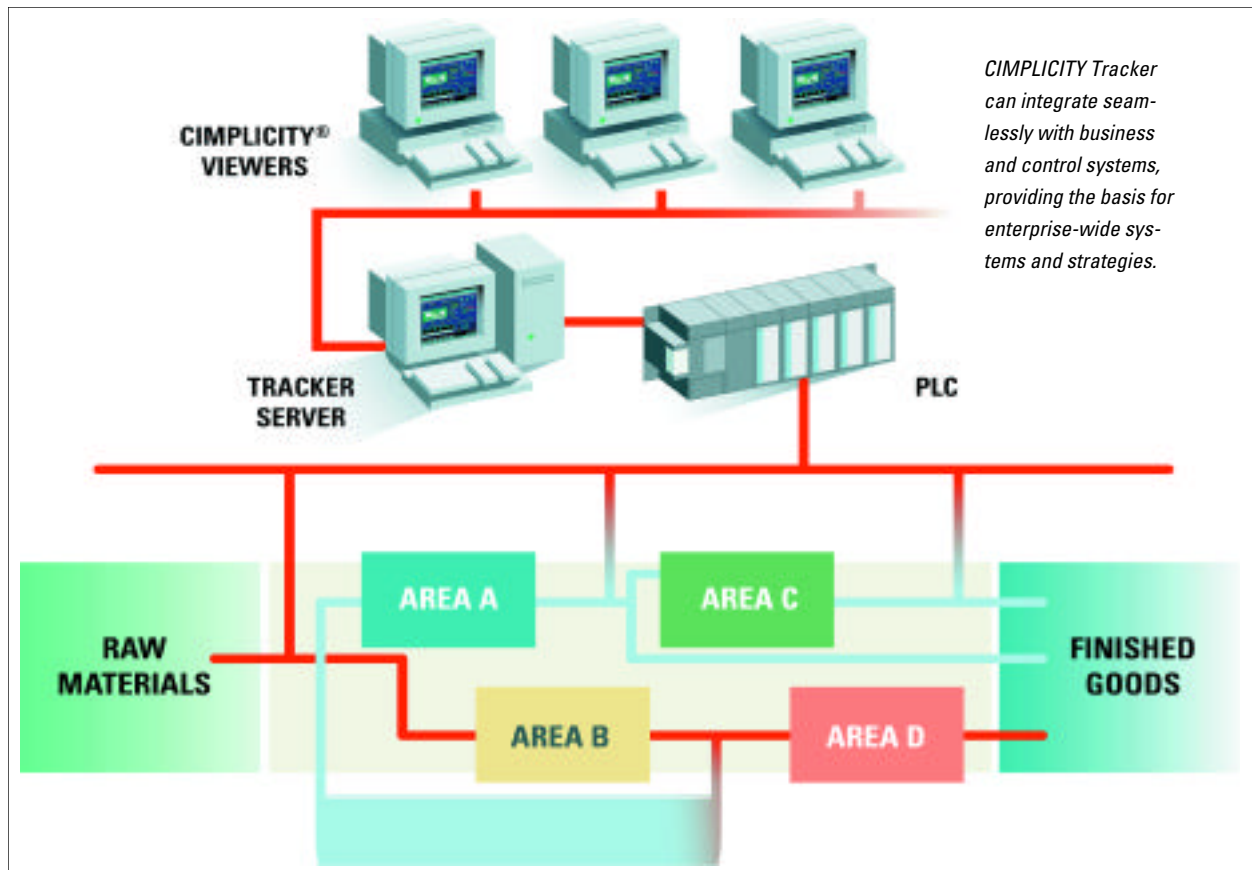 CIMPLICITY®
VIEWERS
CIMPLICITY Tracker
can integrate seam-
lessly with business
and control systems,
providing the basis for
enterprise-wide sys-
tems and strategies.
TRACKER
SERVER
PLC
RAW
MATERIALS
AREA A
AREA C
AREA B
AREA D
FINISHED
GOODS